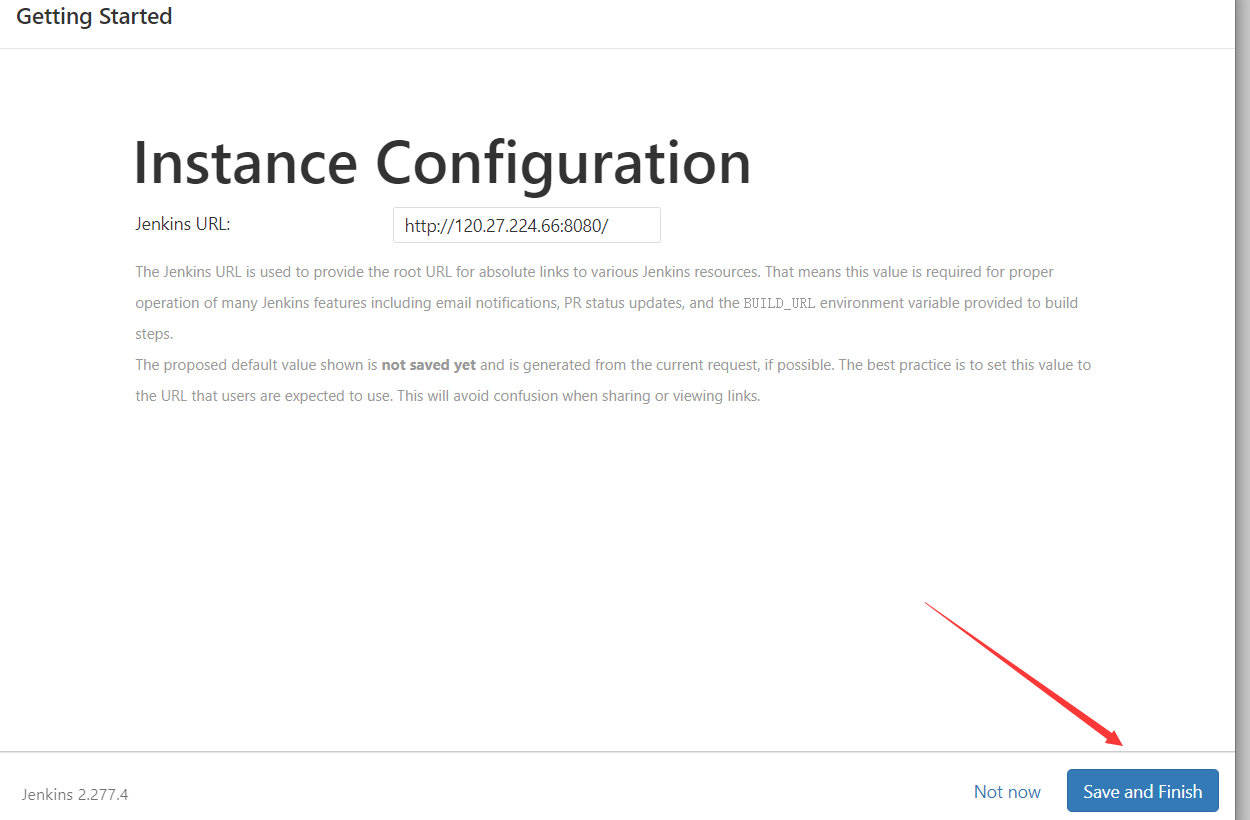 Getting Started
Instance Configuration
Jenkins URL:
http://120.27.224.66:8080/
The Jenkins URL is used to provide the root URL for absolute links to various Jenkins resources. That means this value is required for proper
operation of many Jenkins features including email notifications, PR status updates, and the BUILD_URL environment variable provided to build
steps.
The proposed default value shown is not saved yet and is generated from the current request, if possible. The best practice is to set this value to
the URL that users are expected to use. This will avoid confusion when sharing or viewing links.
Jenkins 2.277.4
Not now
Save and Finish